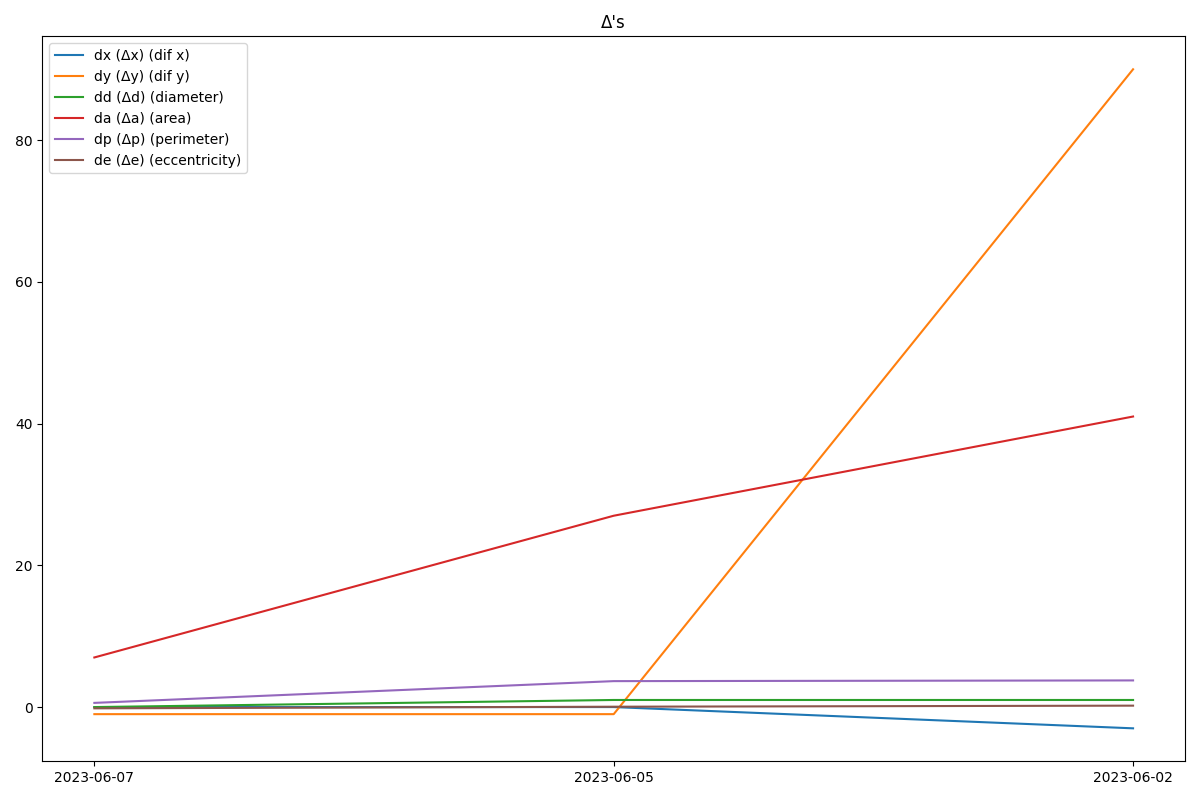 Δ's
dx (Δx) (dif x)
dy (Δy) (dif y)
dd (Δd) (diameter)
da (Δa) (area)
dp (Δp) (perimeter)
de (Δe) (eccentricity)
80
60
40
20
0
2023-06-07 2023-06-05 2023-06-02